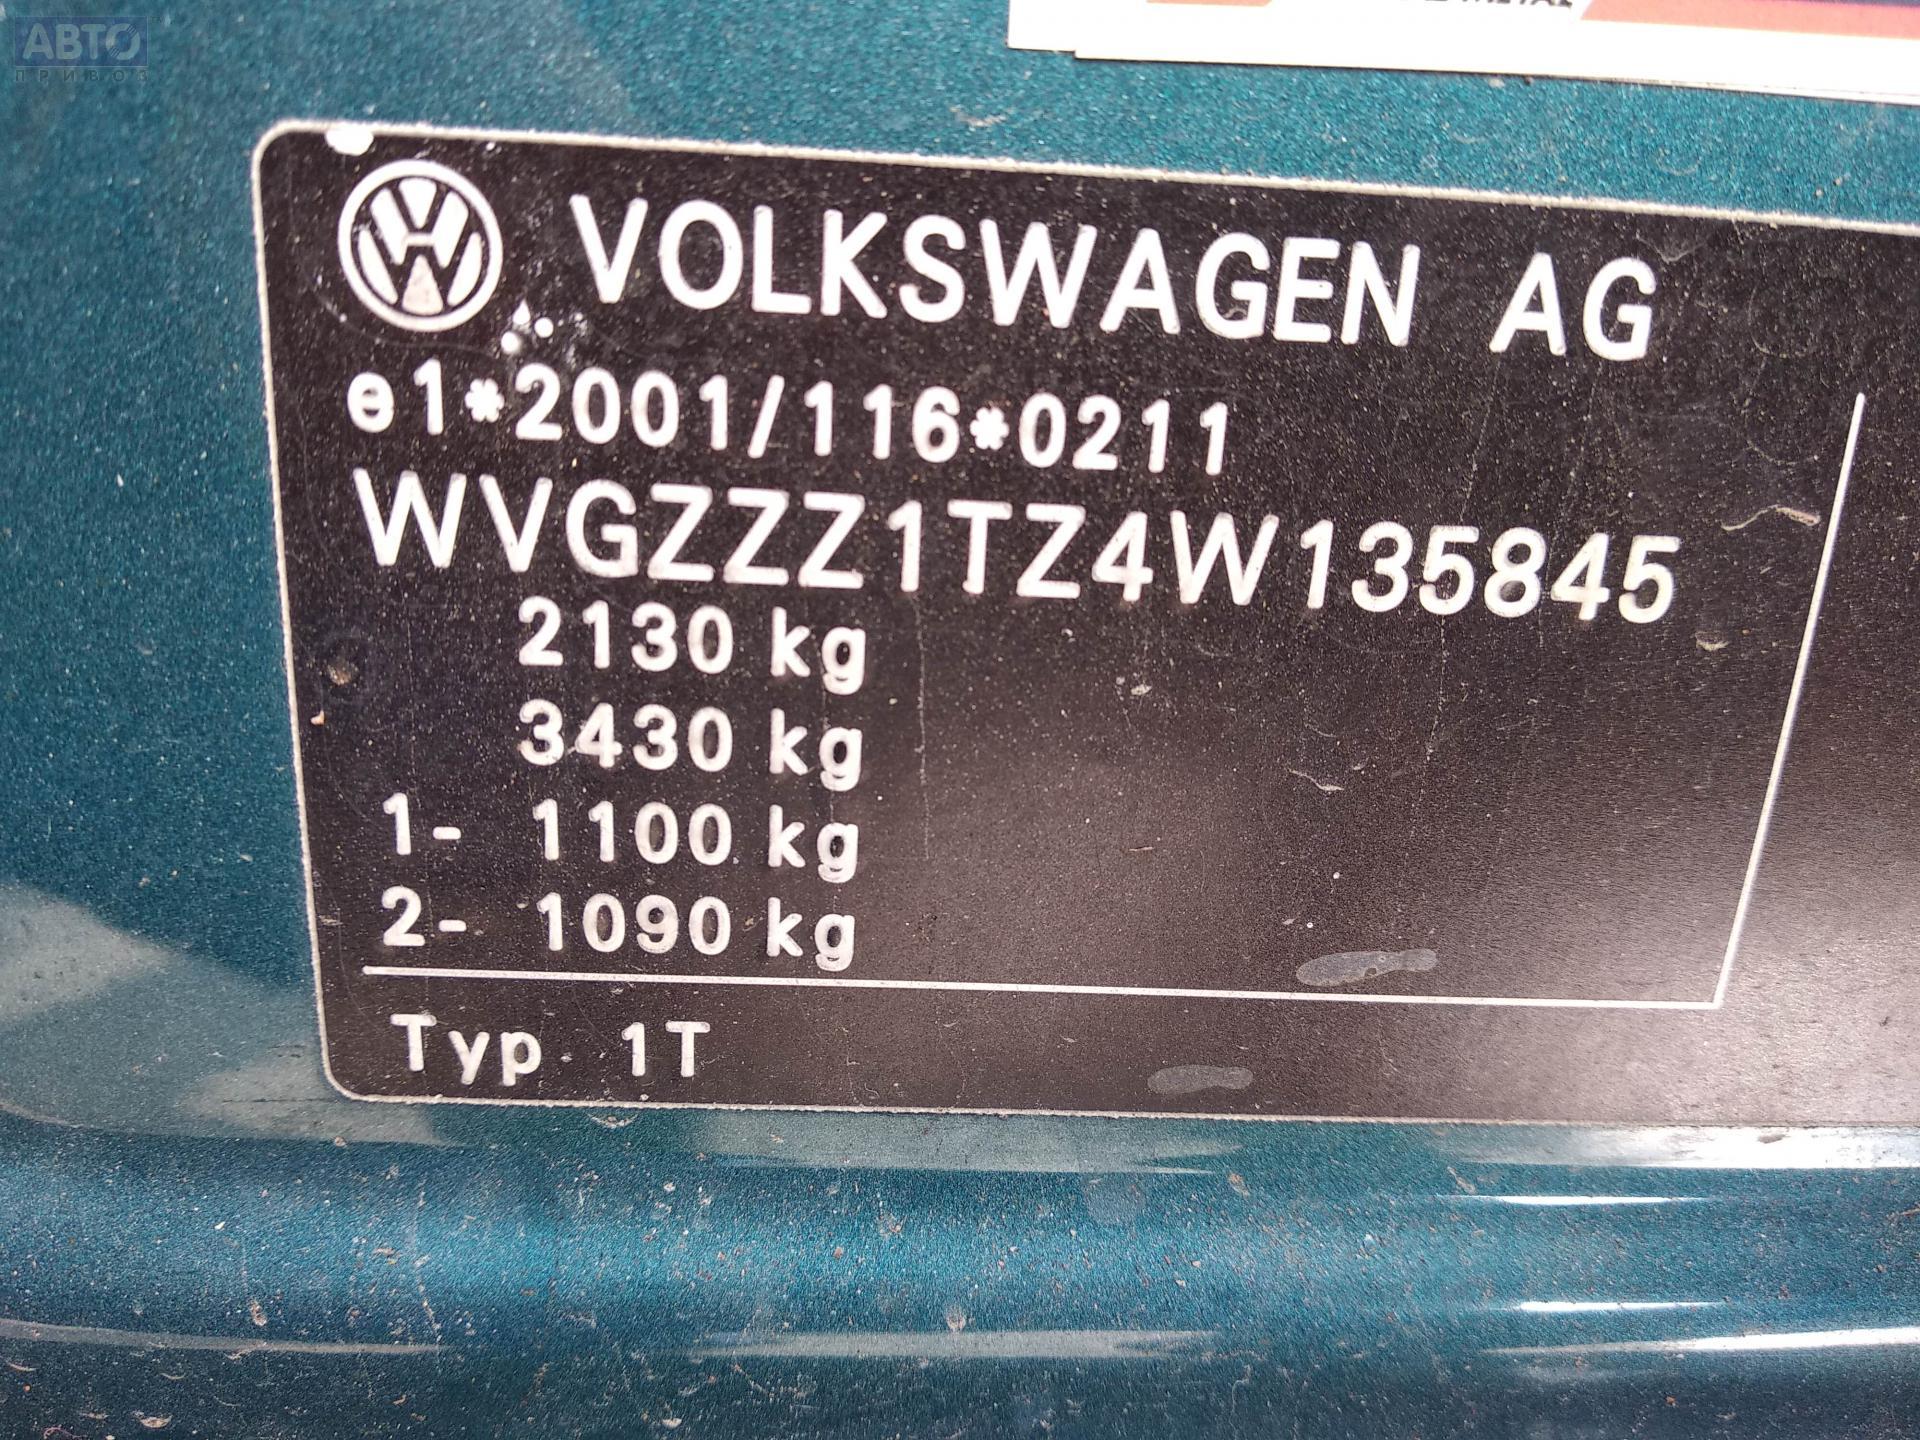 АВТО
ПРИВОЗ
VOLKSWAGEN AG
e1*2001/116*0211
WVGZZZ1TZ4W135845
2130 kg
3430 kg
1- 1100 kg
2- 1090 kg
Typ 1T